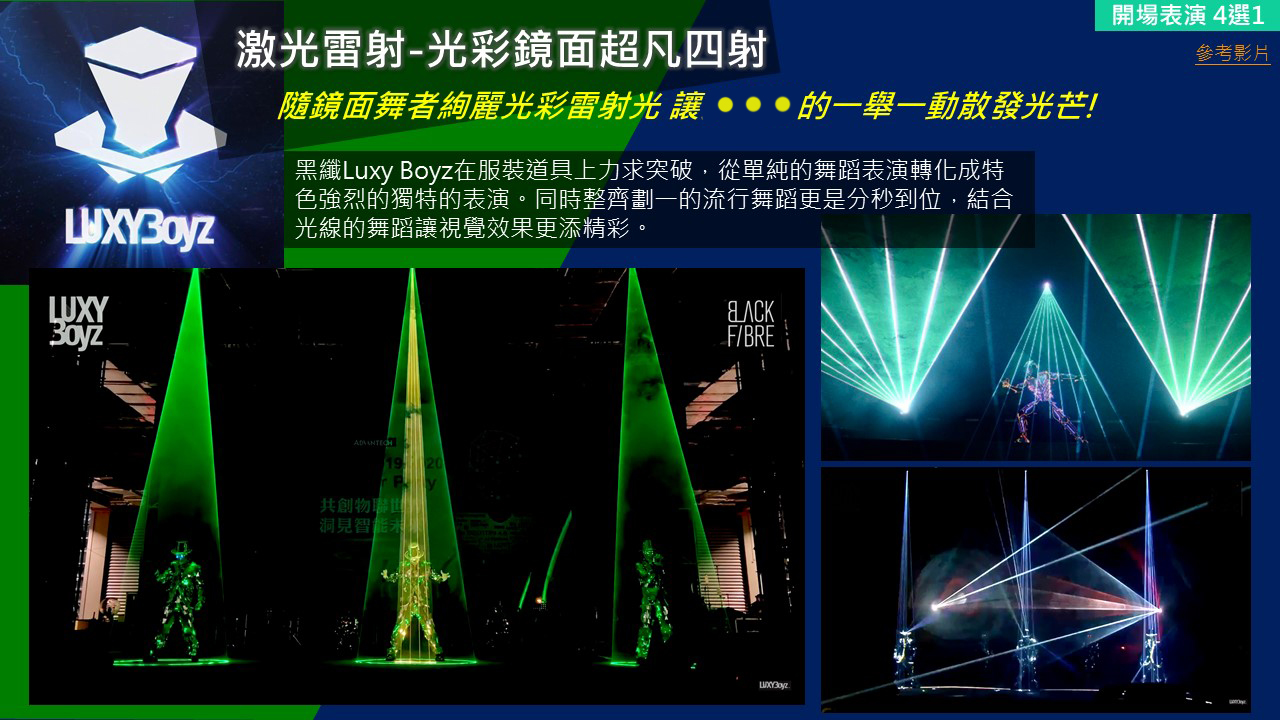 開場表演 4選1
激光雷射-光彩鏡面超凡四射
參考影片
隨鏡面舞者絢麗光彩雷射光 讓 ●●● 的一舉一動散發光芒!
黑纖Luxy Boyz在服裝道具上力求突破，從單純的舞蹈表演轉化成特
色強烈的獨特的表演。同時整齊劃一的流行舞蹈更是分秒到位，結合
光線的舞蹈讓視覺效果更添精彩。
LUXYBoyz
LUXY
Boyz
BLACK
FIBRE
ADVANTECH
共創物聯世
洞見智能未
LUXYBoyz